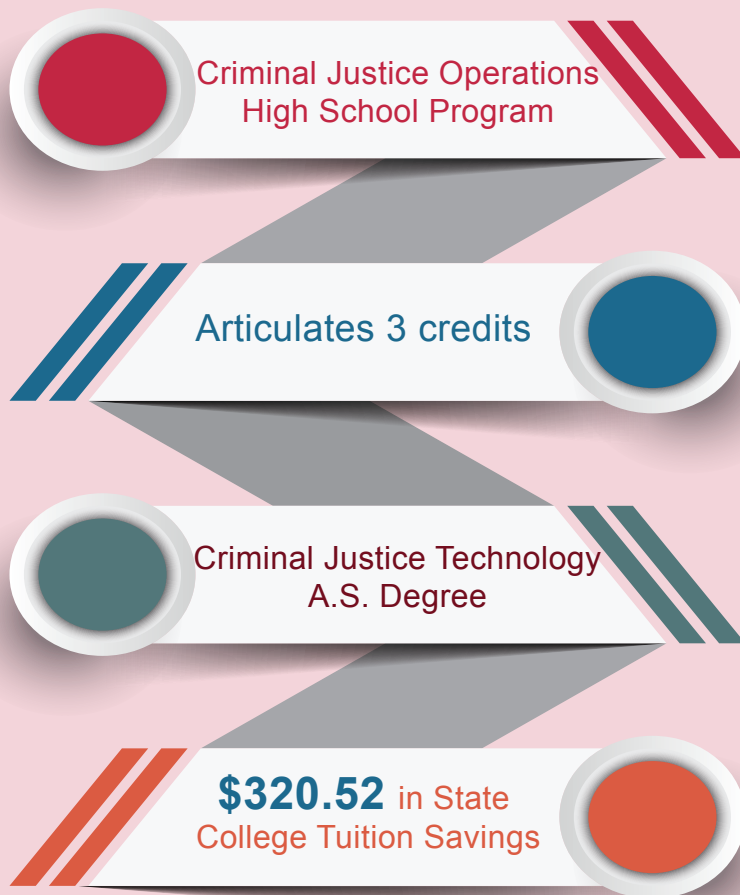 Criminal Justice Operations
High School Program
Articulates 3 credits
Criminal Justice Technology
A.S. Degree
$320.52 in State
College Tuition Savings